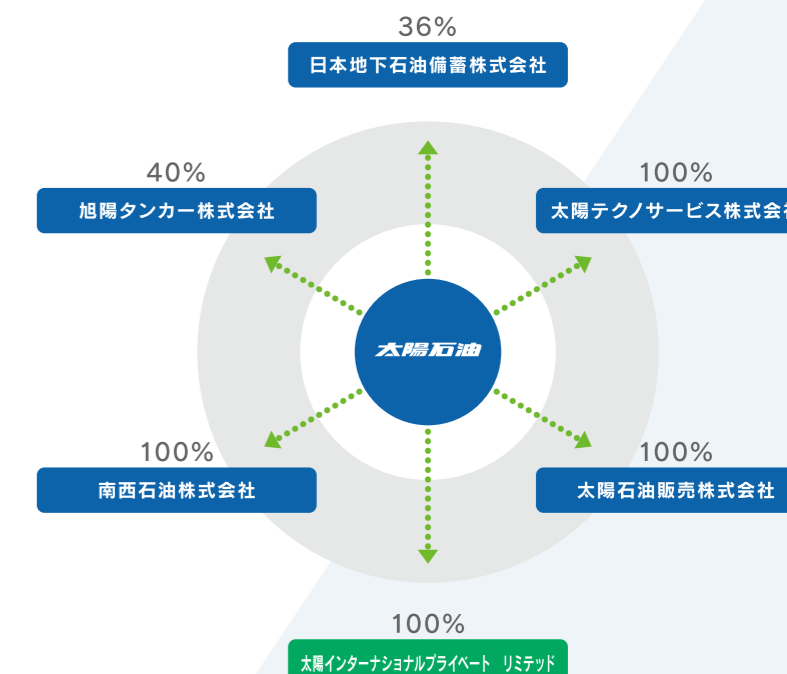 36%
日本地下石油備蓄株式会社
40%
旭陽タンカー株式会社
100%
太陽テクノサービス株式会社
太陽石油
100%
南西石油株式会社
100%
太陽石油販売株式会社
100%
太陽インターナショナルプライベート　リミテッド